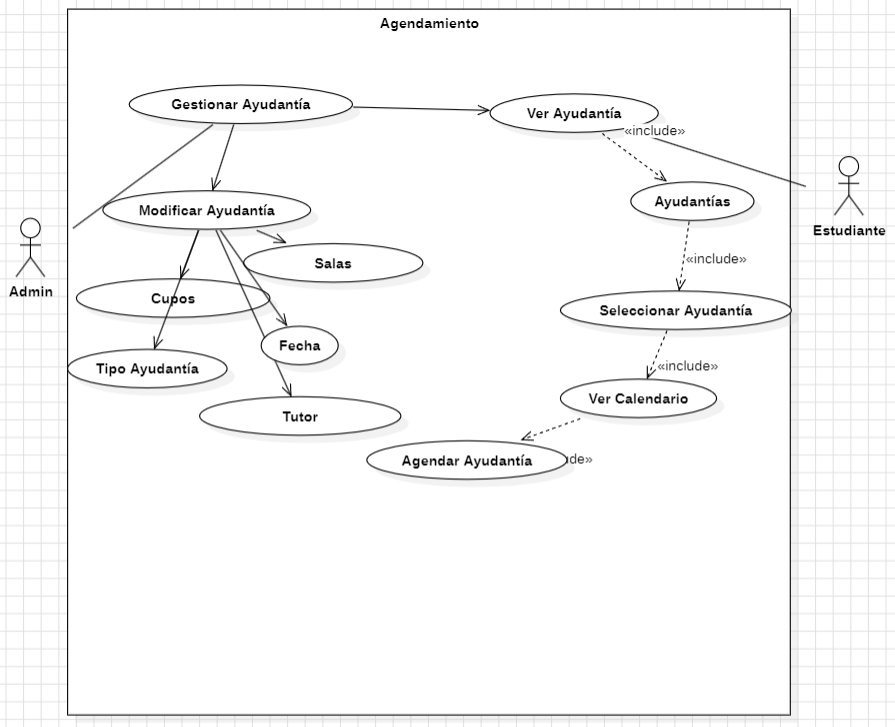 Agendamiento
Gestionar Ayudantía
Ver Ayudantía
«include»
Ayudantías
Modificar Ayudantía
Estudiante
Admin
Salas
«include»
Cupos
Seleccionar Ayudantía
Fecha
Tipo Ayudantía
«include»
Ver Calendario
Tutor
Agendar Ayudantía
de»